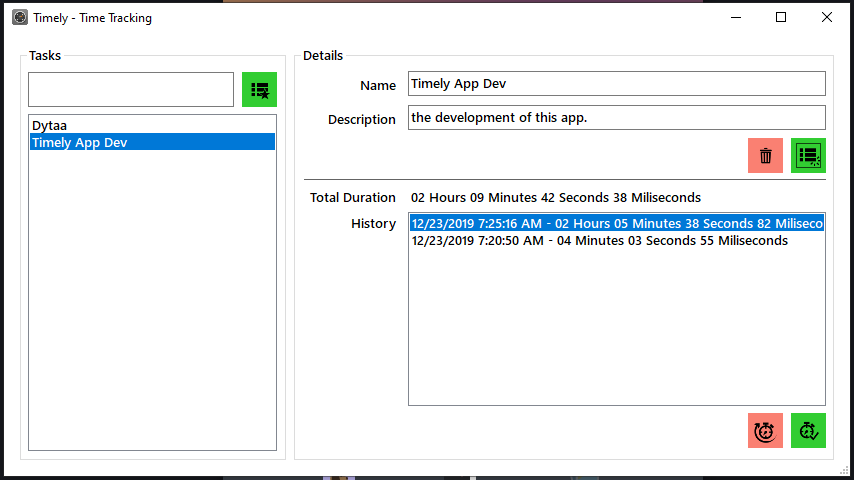 Timely - Time Tracking
Tasks
Dytaa
Timely App Dev
Details
Name
Timely App Dev
Description
the development of this app.
Total Duration
02 Hours 09 Minutes 42 Seconds 38 Miliseconds
History
12/23/2019 7:25:16 AM - 02 Hours 05 Minutes 38 Seconds 82 Miliseco
12/23/2019 7:20:50 AM - 04 Minutes 03 Seconds 55 Miliseconds